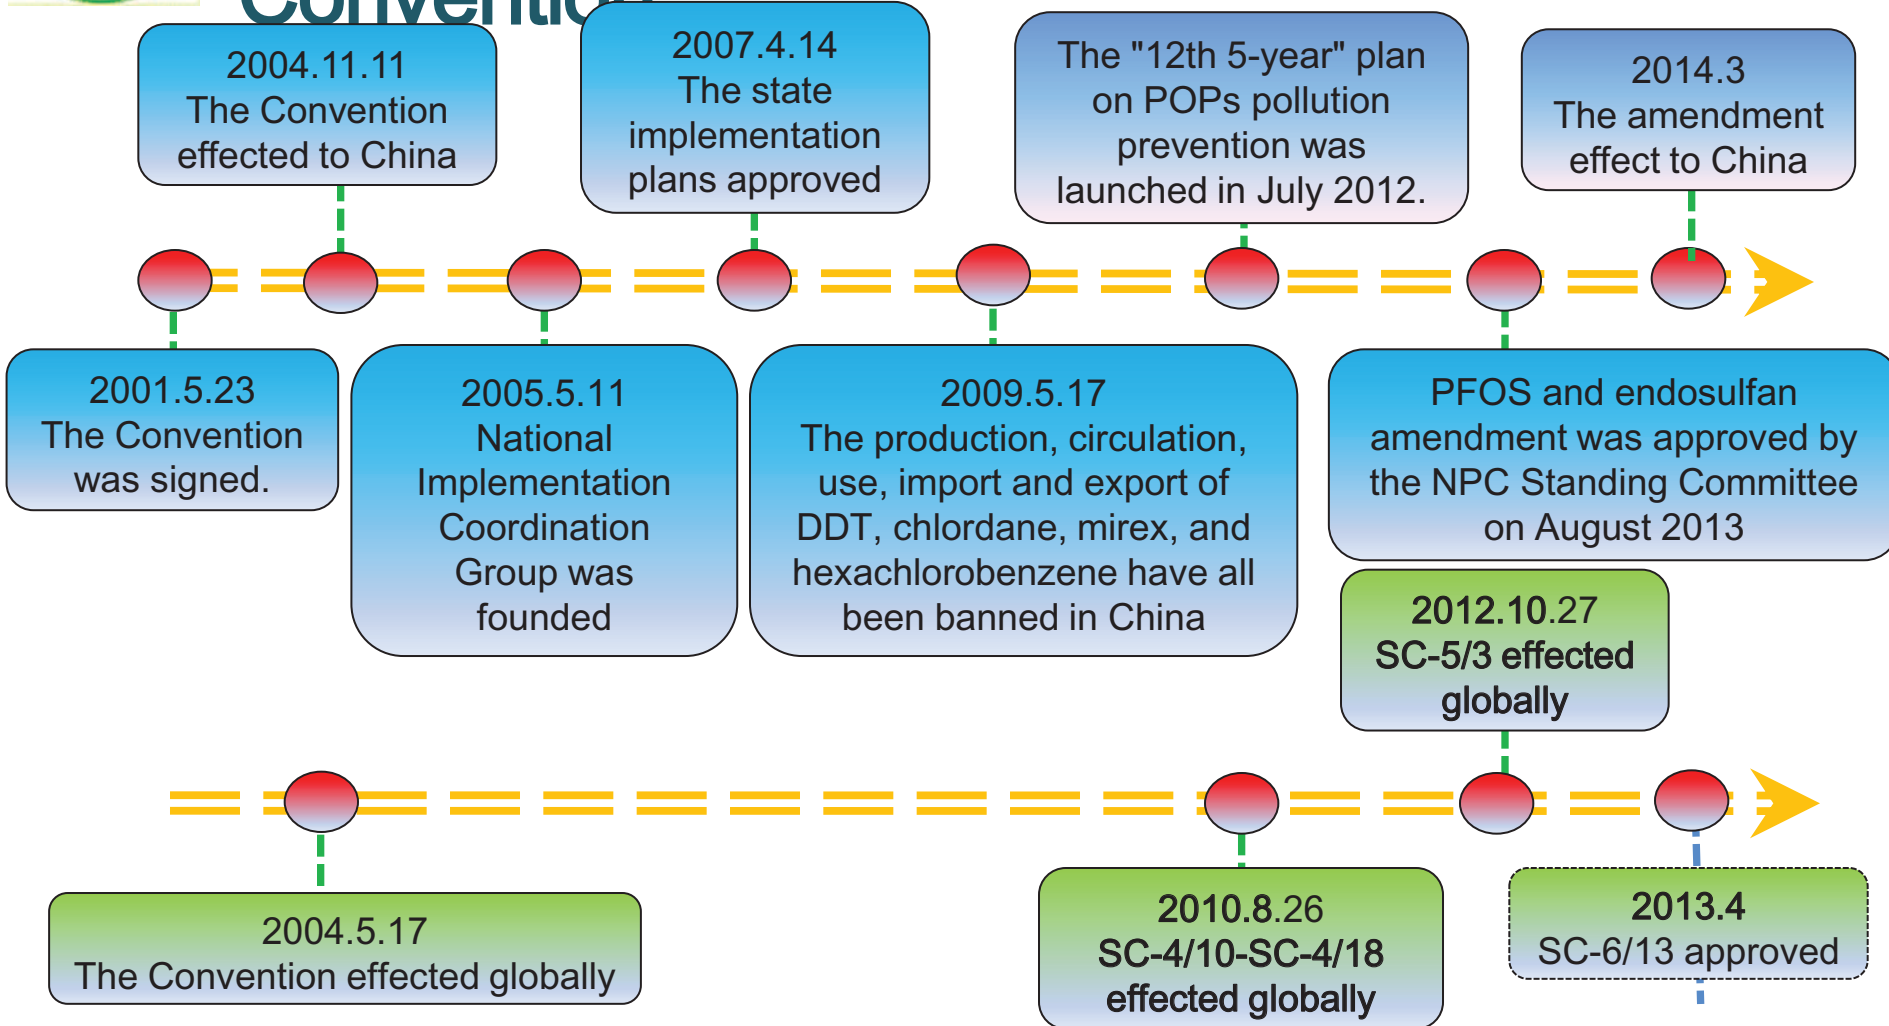 Convention
2004.11.11
The Convention
effected to China
2007.4.14
The state
implementation
plans approved
The "12th 5-year" plan
on POPs pollution
prevention was
launched in July 2012.
2014.3
The amendment
effect to China
2001.5.23
The Convention
was signed.
2005.5.11
National
Implementation
Coordination
Group was
founded
2009.5.17
The production, circulation,
use, import and export of
DDT, chlordane, mirex, and
hexachlorobenzene have all
been banned in China
PFOS and endosulfan
amendment was approved by
the NPC Standing Committee
on August 2013
2012.10.27
SC-5/3 effected
globally
2004.5.17
The Convention effected globally
2010.8.26
SC-4/10-SC-4/18
effected globally
2013.4
SC-6/13 approved